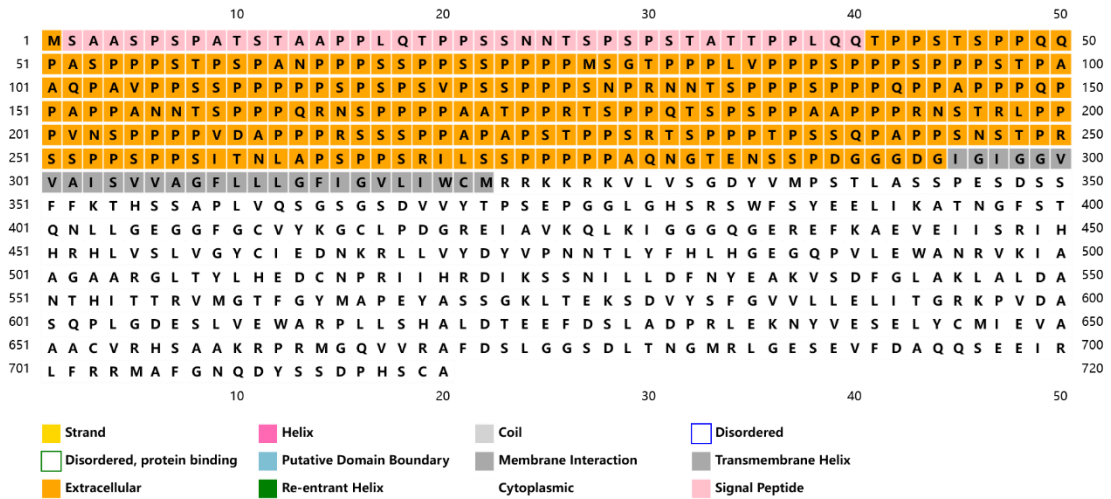 10 20 30 40 50
1 M S A A S P S P A T S T A A P P L Q T P P S S N N T S P S P S T A T T P P L Q Q T P P S T S P P Q Q 50
51 P A S P P P S T P S P A N P P P S S P P S S P P P P M S G T P P P L V P P P S P P P S P P P S T P A 100
101 A Q P A V P P S S P P P P P S P P S V P S S P P P S N P R N N T S P P P S P P P Q P P A P P P Q P 150
151 P A P P A N N T S P P P Q R N S P P P P A A T P P R T S P P Q T S P S P P A A P P P R N S T R L P P 200
201 P V N S P P P P V D A P P P R S S S P P A P A P S T P P S R T S P P P T P S S Q P A P P S N S T P R 250
251 S S P P S P P S I T N L A P S P P S R I L S S P P P P P A Q N G T E N S S P D G G G D G I G I G G V 300
301 V A I S V V A G F L L L G F I G V L I W C M R R K K R K V L V S G D Y V M P S T L A S S P E S D S S 350
351 F F K T H S S A P L V Q S G S G S D V V Y T P S E P G G L G H S R S W F S Y E E L I K A T N G F S T 400
401 Q N L L G E G G F G C V Y K G C L P D G R E I A V K Q L K I G G G Q G E R E F K A E V E I I S R I H 450
451 H R H L V S L V G Y C I E D N K R L L V Y D Y V P N N T L Y F H L H G E G Q P V L E W A N R V K I A 500
501 A G A A R G L T Y L H E D C N P R I I H R D I K S S N I L L D F N Y E A K V S D F G L A K L A L D A 550
551 N T H I T T R V M G T F G Y M A P E Y A S S G K L T E K S D V Y S F G V V L L E L I T G R K P V D A 600
601 S Q P L G D E S L V E W A R P L L S H A L D T E E F D S L A D P R L E K N Y V E S E L Y C M I E V A 650
651 A A C V R H S A A K R P R M G Q V V R A F D S L G G S D L T N G M R L G E S E V F D A Q Q S E E I R 700
701 L F R R M A F G N Q D Y S S D P H S C A 720
10 20 30 40 50
Strand Helix Coil Disordered
Disordered, protein binding Putative Domain Boundary Membrane Interaction Transmembrane Helix
Extracellular Re-entrant Helix Cytoplasmic Signal Peptide